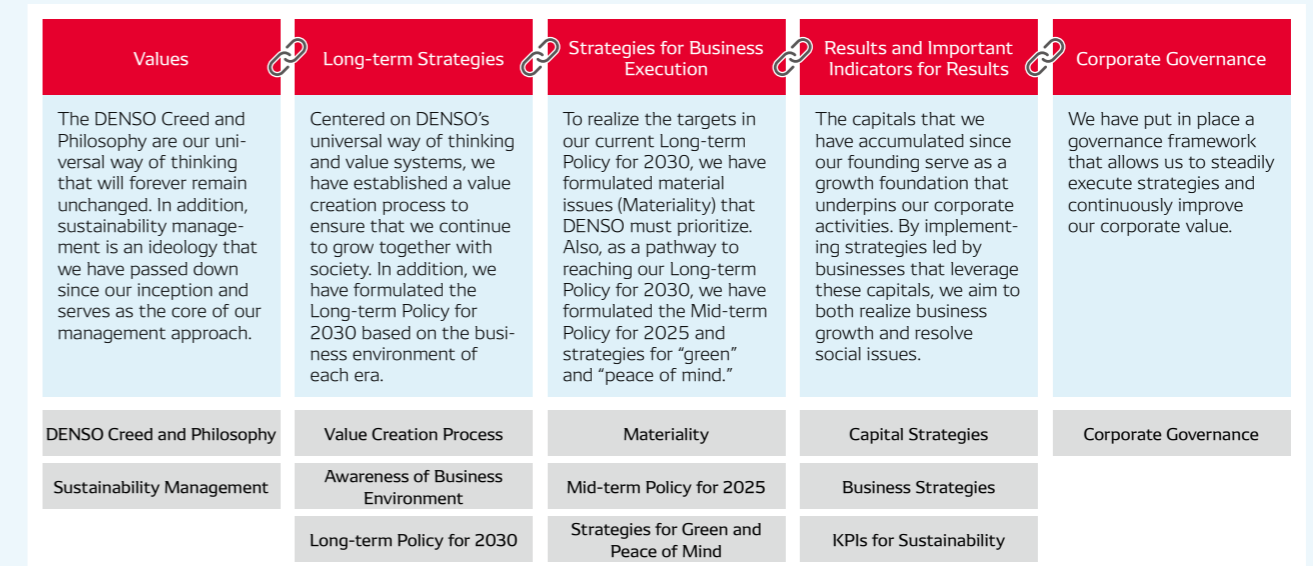 Values
Long-term Strategies
Strategies for Business
Execution
Results and Important
Indicators for Results
Corporate Governance
The DENSO Creed and
Philosophy are our uni-
versal way of thinking
that will forever remain
unchanged. In addition,
sustainability manage-
ment is an ideology that
we have passed down
since our inception and
serves as the core of our
management approach.
Centered on DENSO’s
universal way of thinking
and value systems, we
have established a value
creation process to
ensure that we continue
to grow together with
society. In addition, we
have formulated the
Long-term Policy for
2030 based on the busi-
ness environment of
each era.
To realize the targets in
our current Long-term
Policy for 2030, we have
formulated material
issues (Materiality) that
DENSO must prioritize.
Also, as a pathway to
reaching our Long-term
Policy for 2030, we have
formulated the Mid-term
Policy for 2025 and
strategies for “green”
and “peace of mind.”
The capitals that we
have accumulated since
our founding serve as a
growth foundation that
underpins our corporate
activities. By implement-
ing strategies led by
businesses that leverage
these capitals, we aim to
both realize business
growth and resolve
social issues.
We have put in place a
governance framework
that allows us to steadily
execute strategies and
continuously improve
our corporate value.
DENSO Creed and Philosophy
Sustainability Management
Value Creation Process
Awareness of Business
Environment
Long-term Policy for 2030
Materiality
Mid-term Policy for 2025
Strategies for Green and
Peace of Mind
Capital Strategies
Business Strategies
KPIs for Sustainability
Corporate Governance